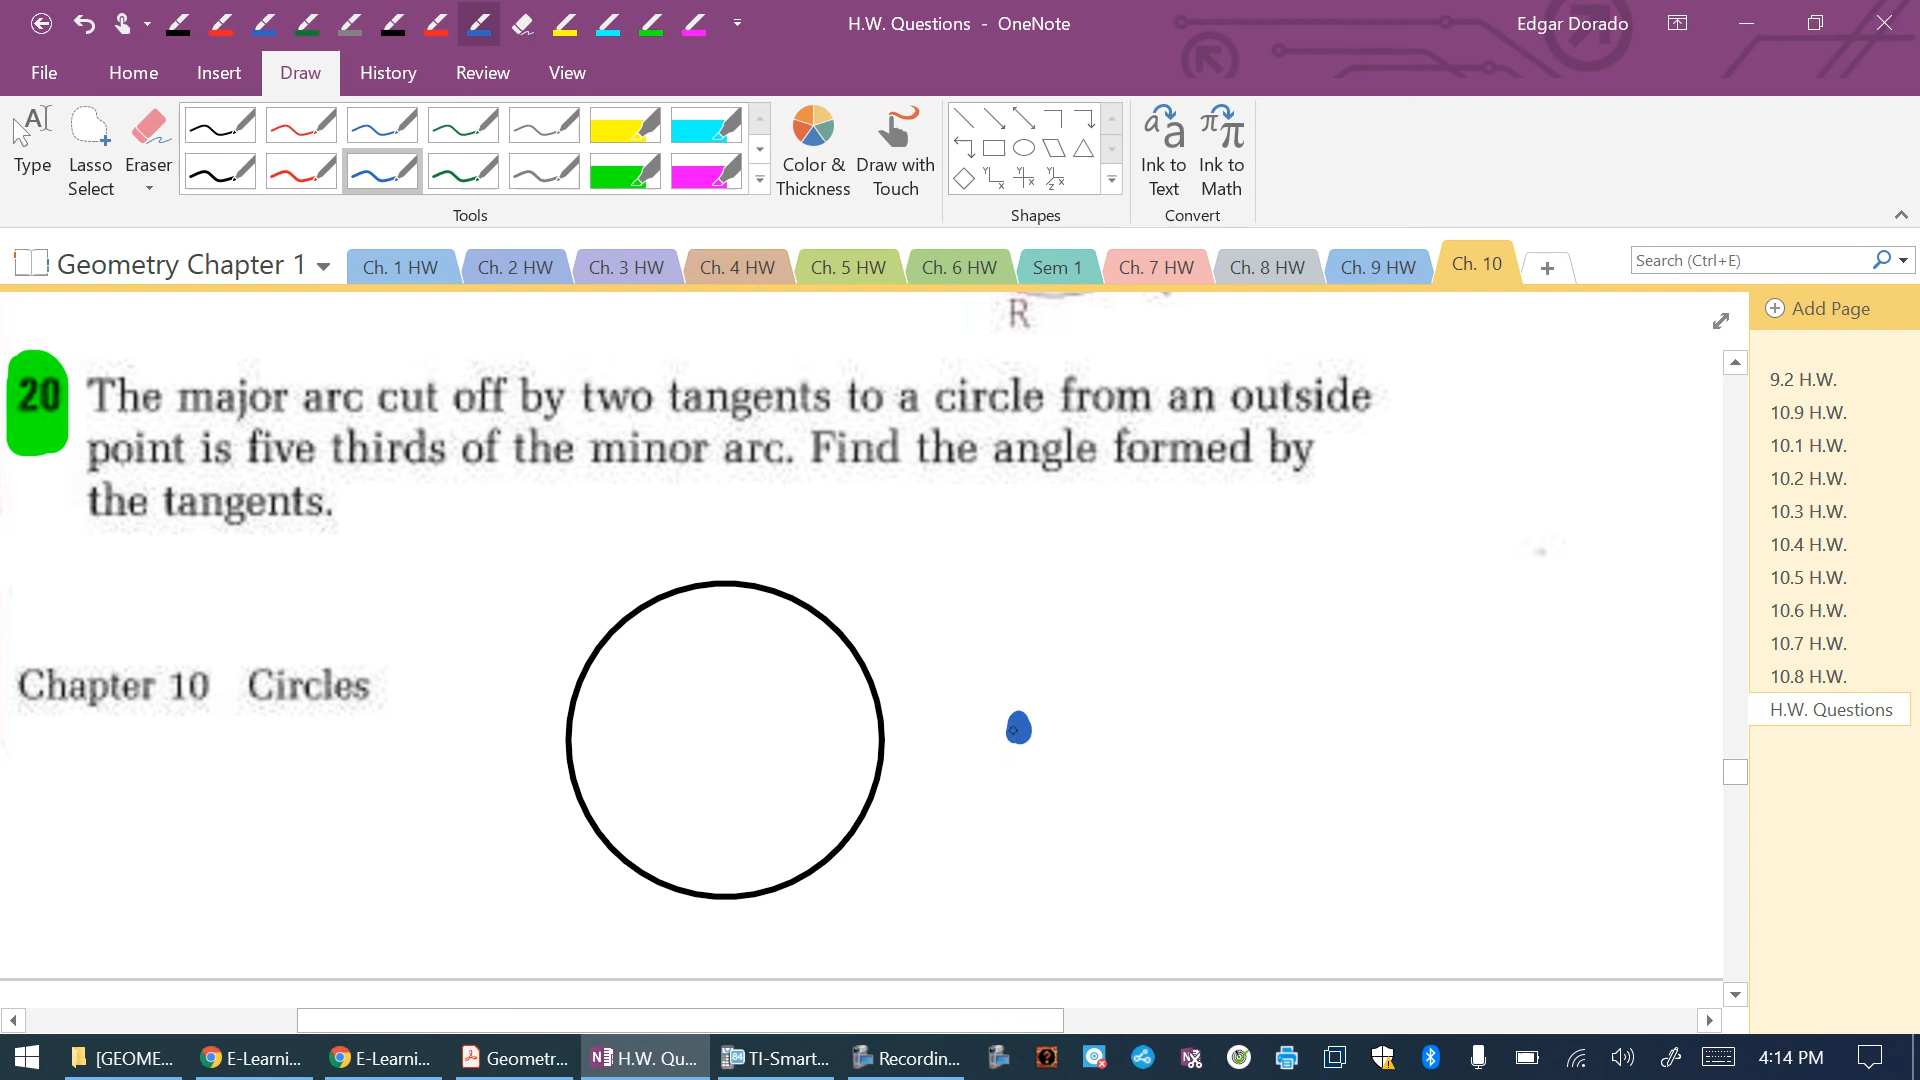 H.W. Questions - OneNote
Edgar Dorado
File Home Insert Draw History Review View
Type
Lasso Select
Eraser
Color & Thickness
Draw with Touch
Ink to Text
Ink to Math
Tools
Shapes
Convert
Geometry Chapter 1
Ch. 1 HW Ch. 2 HW Ch. 3 HW Ch. 4 HW Ch. 5 HW Ch. 6 HW Sem 1 Ch. 7 HW Ch. 8 HW Ch. 9 HW Ch. 10
Search (Ctrl+E)
R
Add Page
20 The major arc cut off by two tangents to a circle from an outside
point is five thirds of the minor arc. Find the angle formed by
the tangents.
Chapter 10 Circles
9.2 H.W.
10.9 H.W.
10.1 H.W.
10.2 H.W.
10.3 H.W.
10.4 H.W.
10.5 H.W.
10.6 H.W.
10.7 H.W.
10.8 H.W.
H.W. Questions
[GEOME... E-Learni... E-Learni... Geometr... H.W. Qu... TI-Smart... Recordin... 4:14 PM